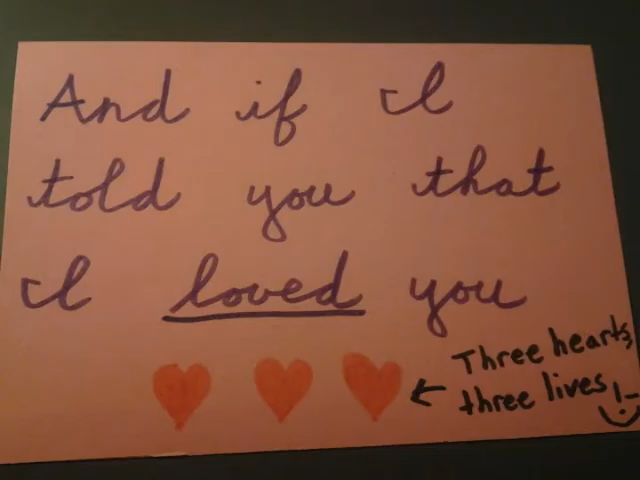 And if I
told you that
I loved you
Three hearts,
three lives